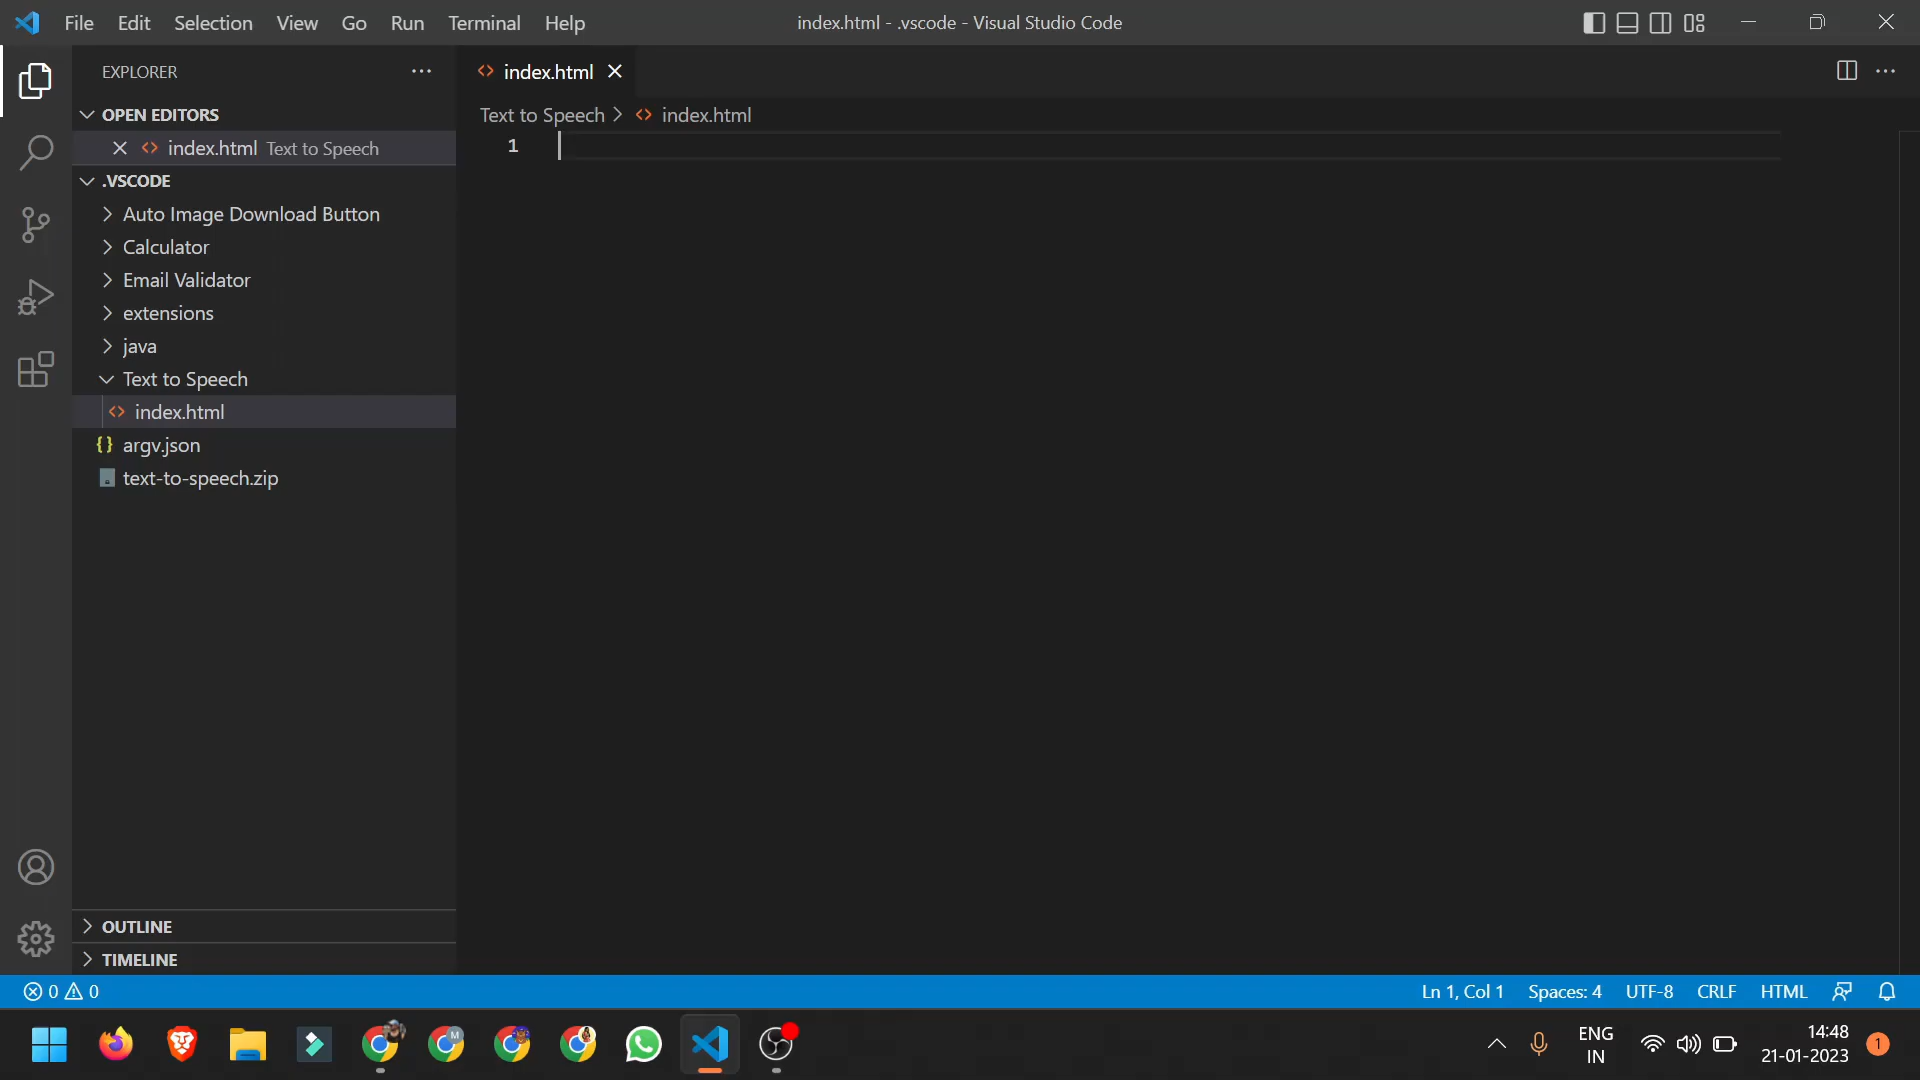 File Edit Selection View Go Run Terminal Help
index.html - .vscode - Visual Studio Code
EXPLORER
OPEN EDITORS
index.html Text to Speech
.VSCODE
Auto Image Download Button
Calculator
Email Validator
extensions
java
Text to Speech
index.html
argv.json
text-to-speech.zip
OUTLINE
TIMELINE
index.html
Text to Speech > index.html
1
0 0
Ln 1, Col 1 Spaces: 4 UTF-8 CRLF HTML
M
ENG
IN
14:48
21-01-2023
1